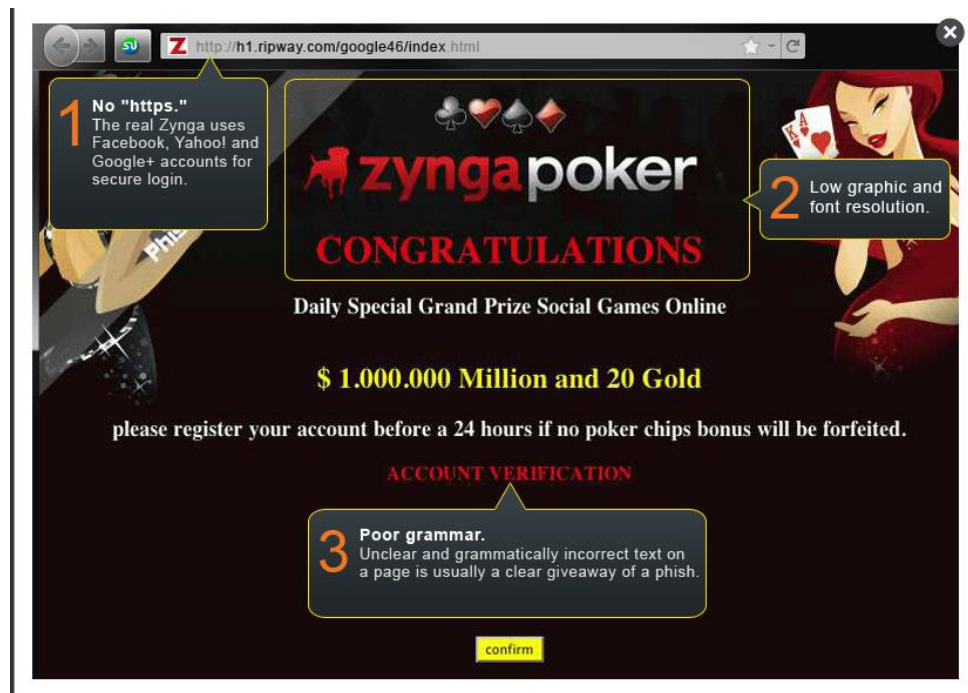 http://h1.ripway.com/google46/index.html
1
No "https."
The real Zynga uses
Facebook, Yahoo! and
Google+ accounts for
secure login.
zyngapoker
CONGRATULATIONS
2
Low graphic and
font resolution.
Daily Special Grand Prize Social Games Online
$ 1.000.000 Million and 20 Gold
please register your account before a 24 hours if no poker chips bonus will be forfeited.
ACCOUNT VERIFICATION
3
Poor grammar.
Unclear and grammatically incorrect text on
a page is usually a clear giveaway of a phish.
confirm